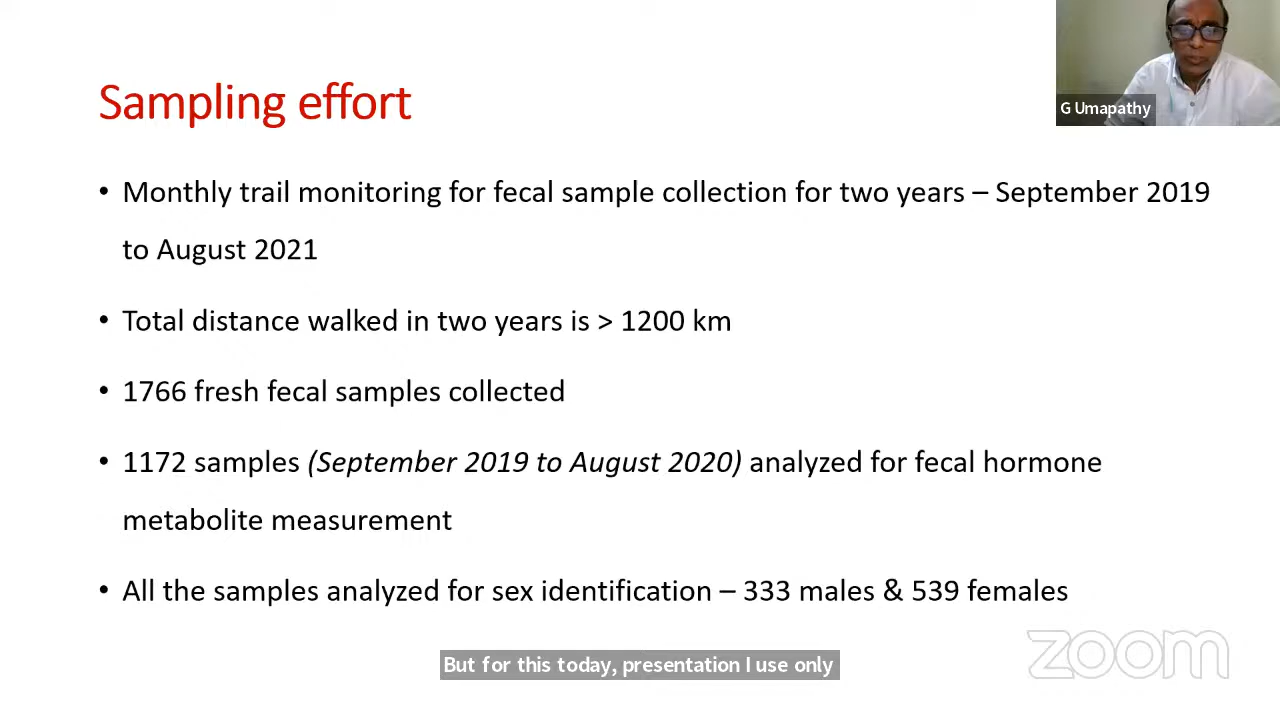 Sampling effort
G Umapathy
• Monthly trail monitoring for fecal sample collection for two years – September 2019
to August 2021
• Total distance walked in two years is > 1200 km
• 1766 fresh fecal samples collected
• 1172 samples (September 2019 to August 2020) analyzed for fecal hormone
metabolite measurement
• All the samples analyzed for sex identification – 333 males & 539 females
zoom
But for this today, presentation I use only